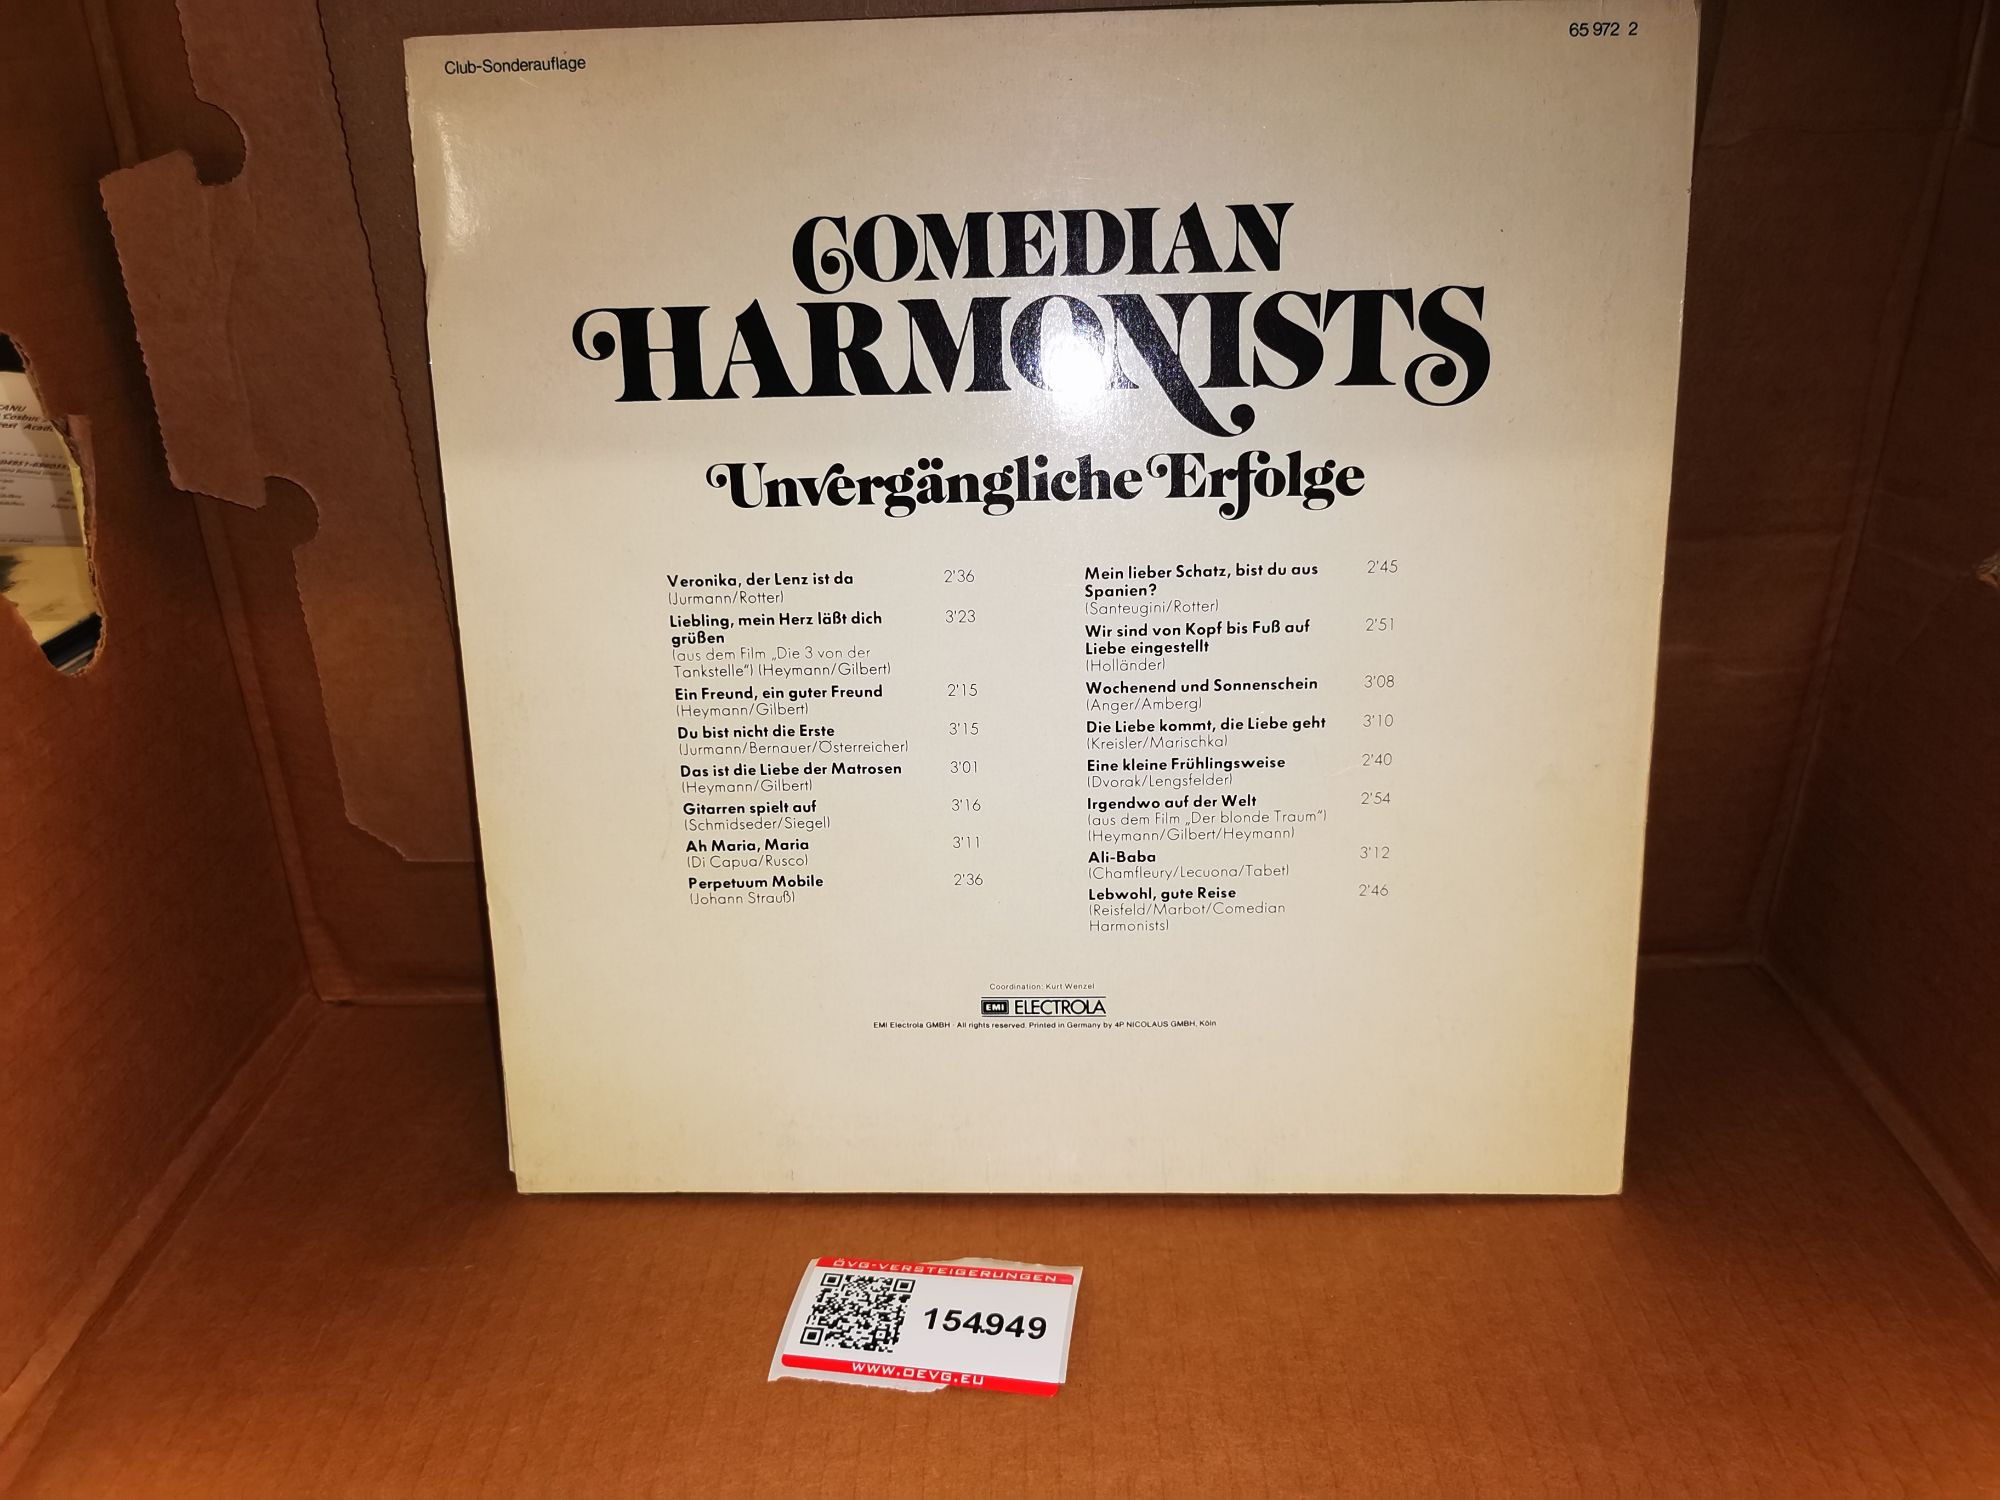 Club-Sonderauflage
65 972 2
COMEDIAN
HARMONISTS
Unvergängliche Erfolge
Veronika, der Lenz ist da 2'36
(Jurmann/Rotter)
Liebling, mein Herz läßt dich 3'23
grüßen
(aus dem Film „Die 3 von der
Tankstelle") (Heymann/Gilbert)
Ein Freund, ein guter Freund 2'15
(Heymann/Gilbert)
Du bist nicht die Erste 3'15
(Jurmann/Bernauer/Österreicher)
Das ist die Liebe der Matrosen 3'01
(Heymann/Gilbert)
Gitarren spielt auf 3'16
(Schmidseder/Siegel)
Ah Maria, Maria 3'11
(Di Capua/Rusco)
Perpetuum Mobile 2'36
(Johann Strauß)
Mein lieber Schatz, bist du aus 2'45
Spanien?
(Santeugini/Rotter)
Wir sind von Kopf bis Fuß auf 2'51
Liebe eingestellt
(Holländer)
Wochenend und Sonnenschein 3'08
(Anger/Amberg)
Die Liebe kommt, die Liebe geht 3'10
(Kreisler/Marischka)
Eine kleine Frühlingsweise 2'40
(Dvorak/Lengsfelder)
Irgendwo auf der Welt 2'54
(aus dem Film „Der blonde Traum")
(Heymann/Gilbert/Heymann)
Ali-Baba 3'12
(Chamfleury/Lecuona/Tabet)
Lebwohl, gute Reise 2'46
(Reisfeld/Marbot/Comedian
Harmonists)
Coordination: Kurt Wenzel
EMI ELECTROLA
EMI Electrola GMBH · All rights reserved. Printed in Germany by 4P NICOLAUS GMBH, Köln
ÖVG-VERSTEIGERUNGEN
154949
WWW.OEVG.EU